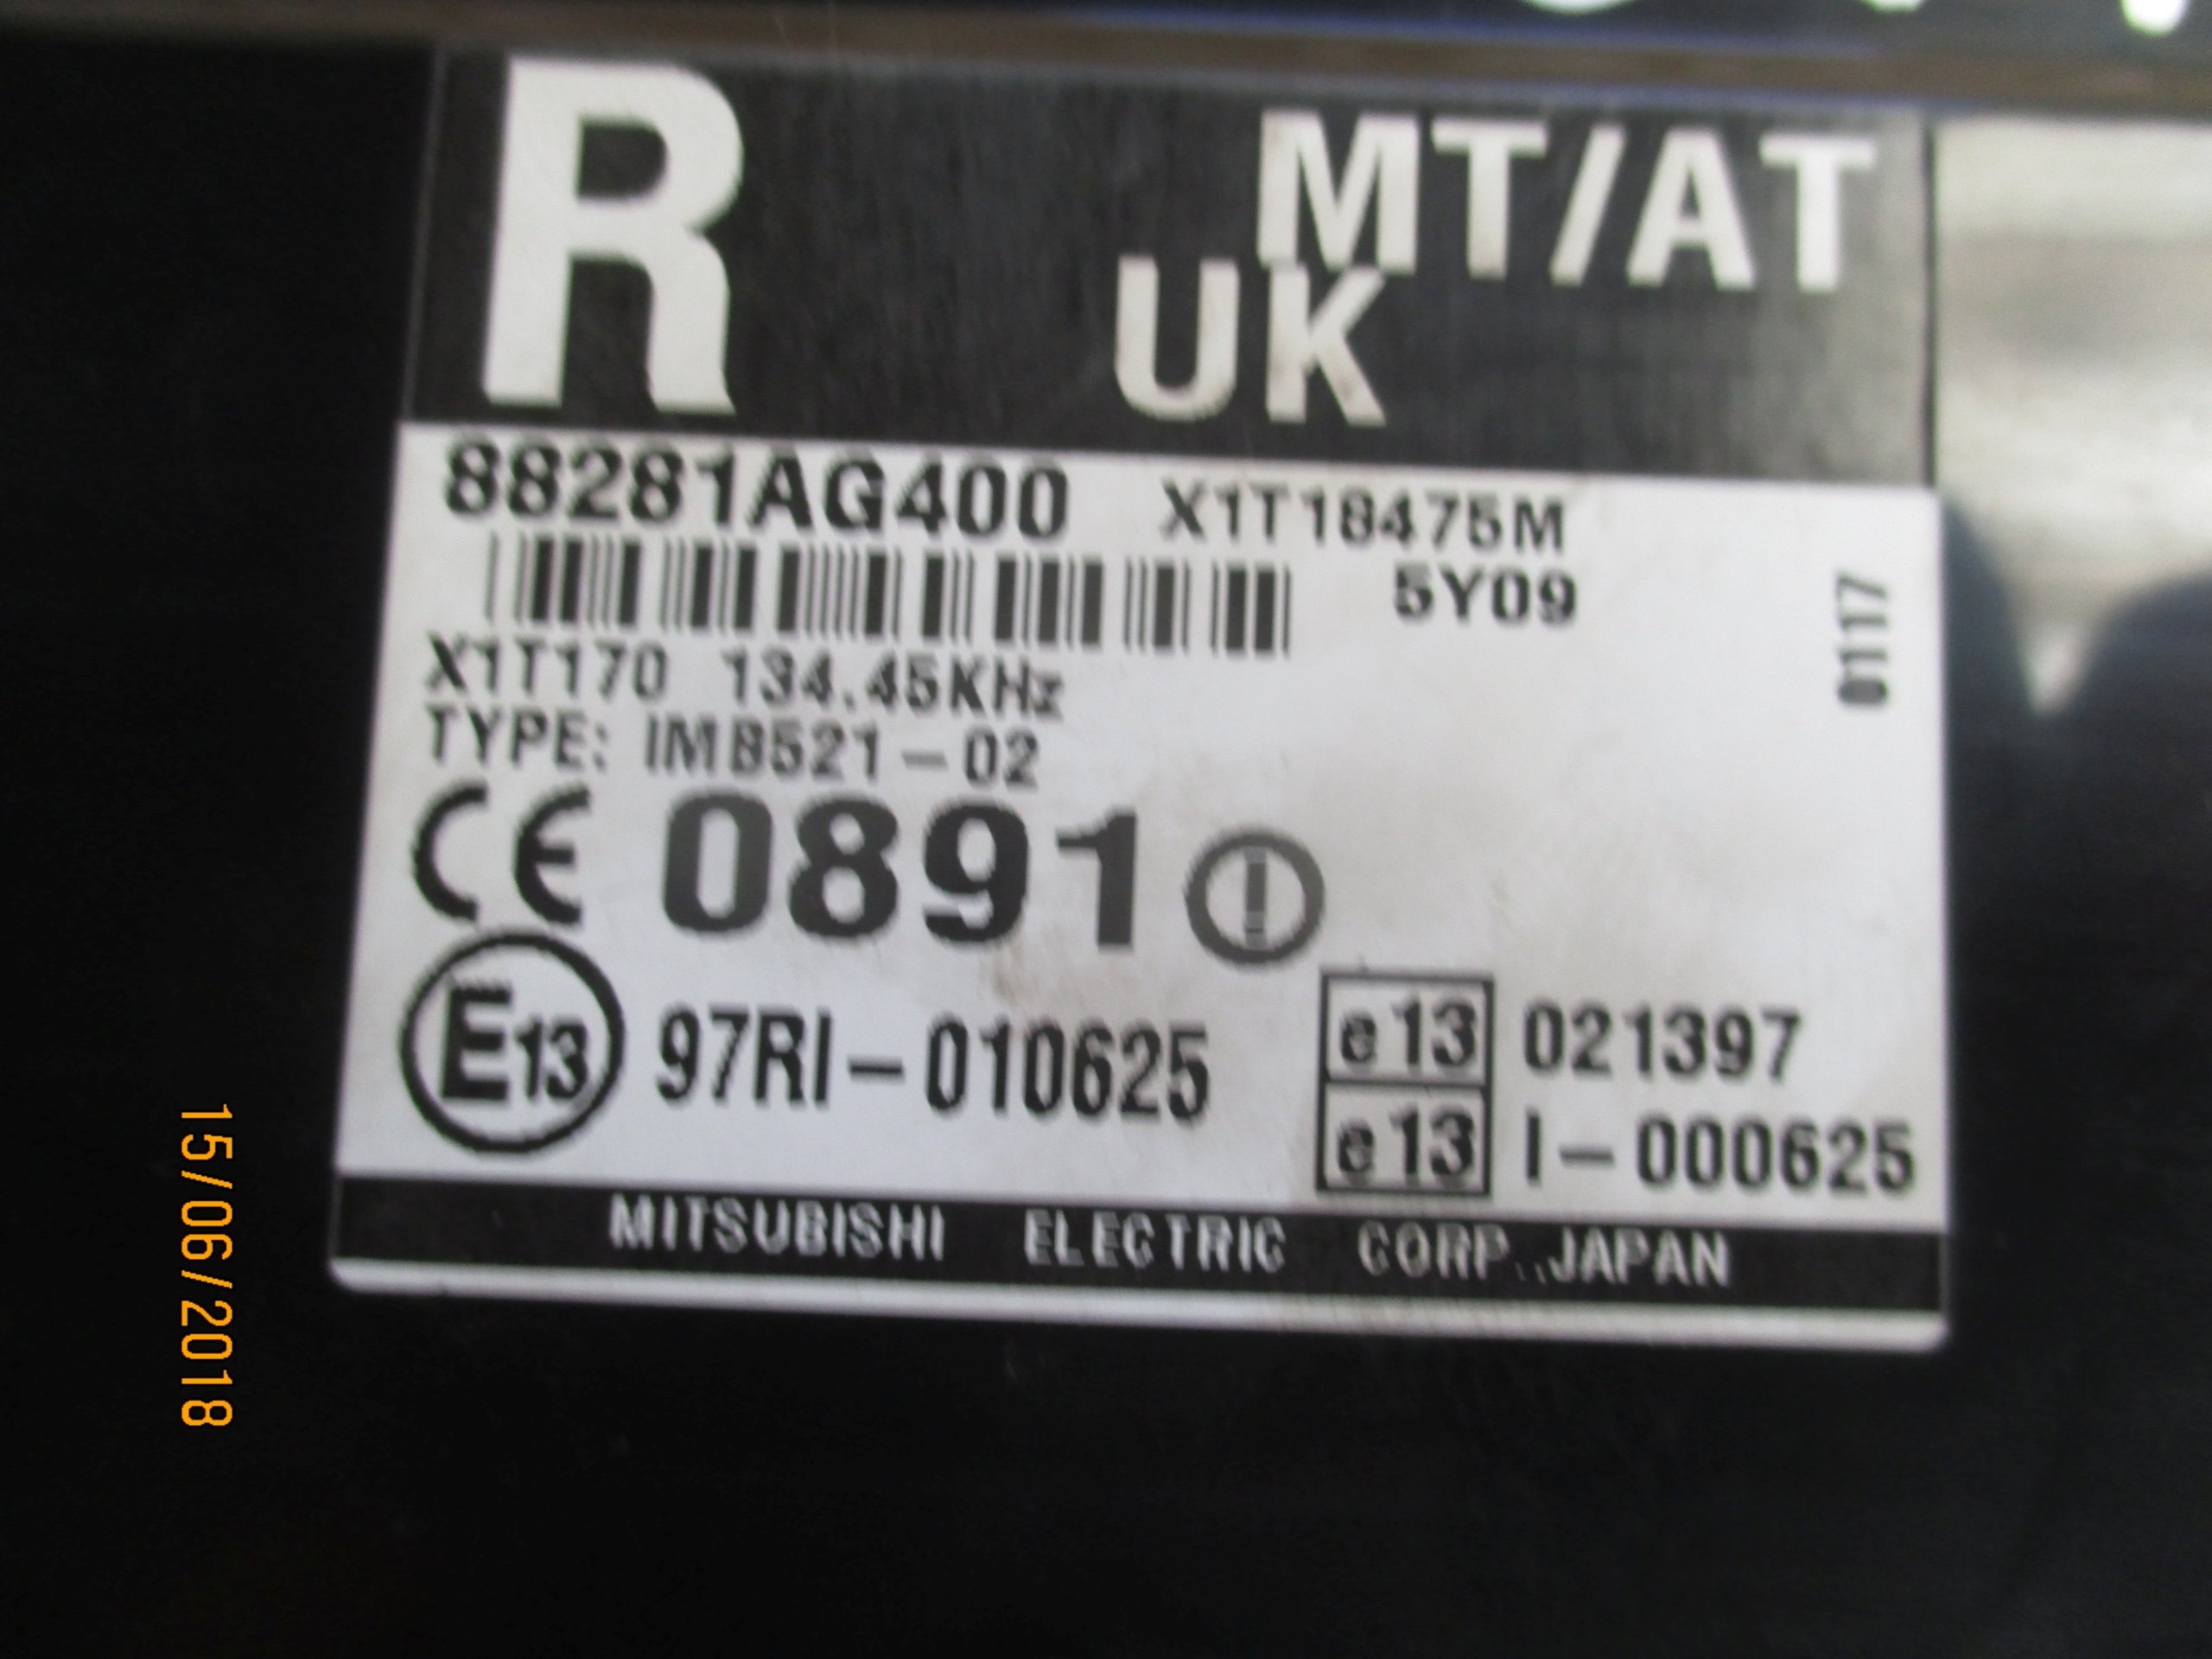 R MT/AT
UK
88281AG400 X1T18475M
5Y09
0117
X1T170 134.45KHz
TYPE: IMB521-02
CE 0891
E13 97RI-010625
e13 021397
e13 I-000625
MITSUBISHI ELECTRIC CORP., JAPAN
15/06/2018